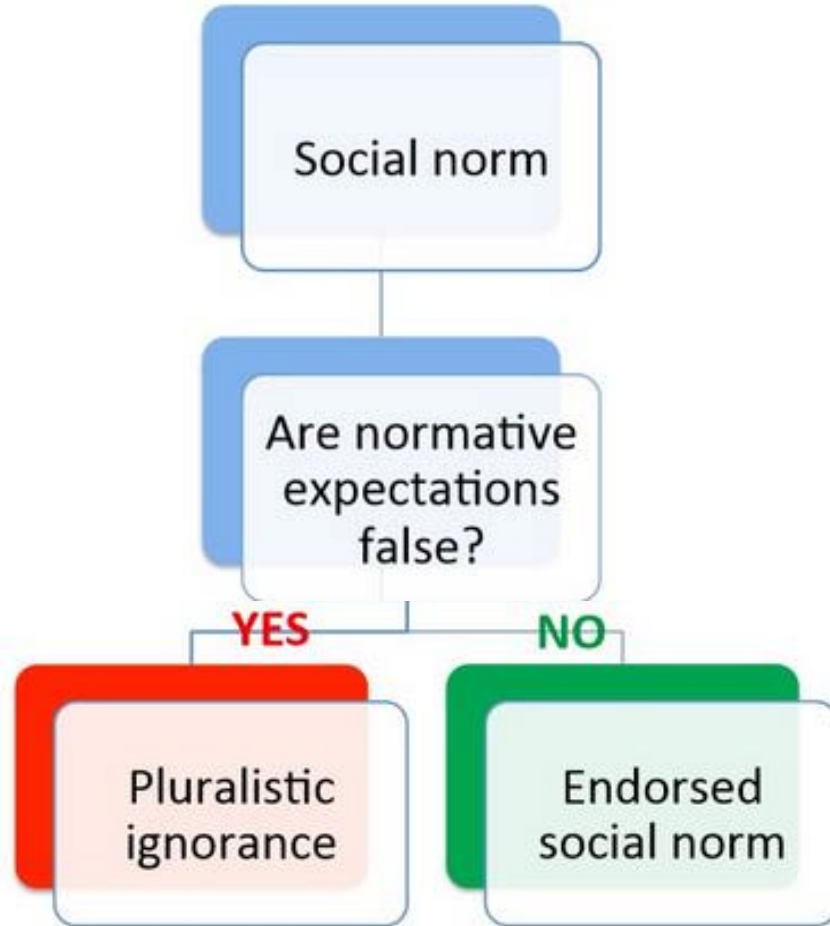 Social norm
Are normative
expectations
false?
YES
NO
Pluralistic
ignorance
Endorsed
social norm